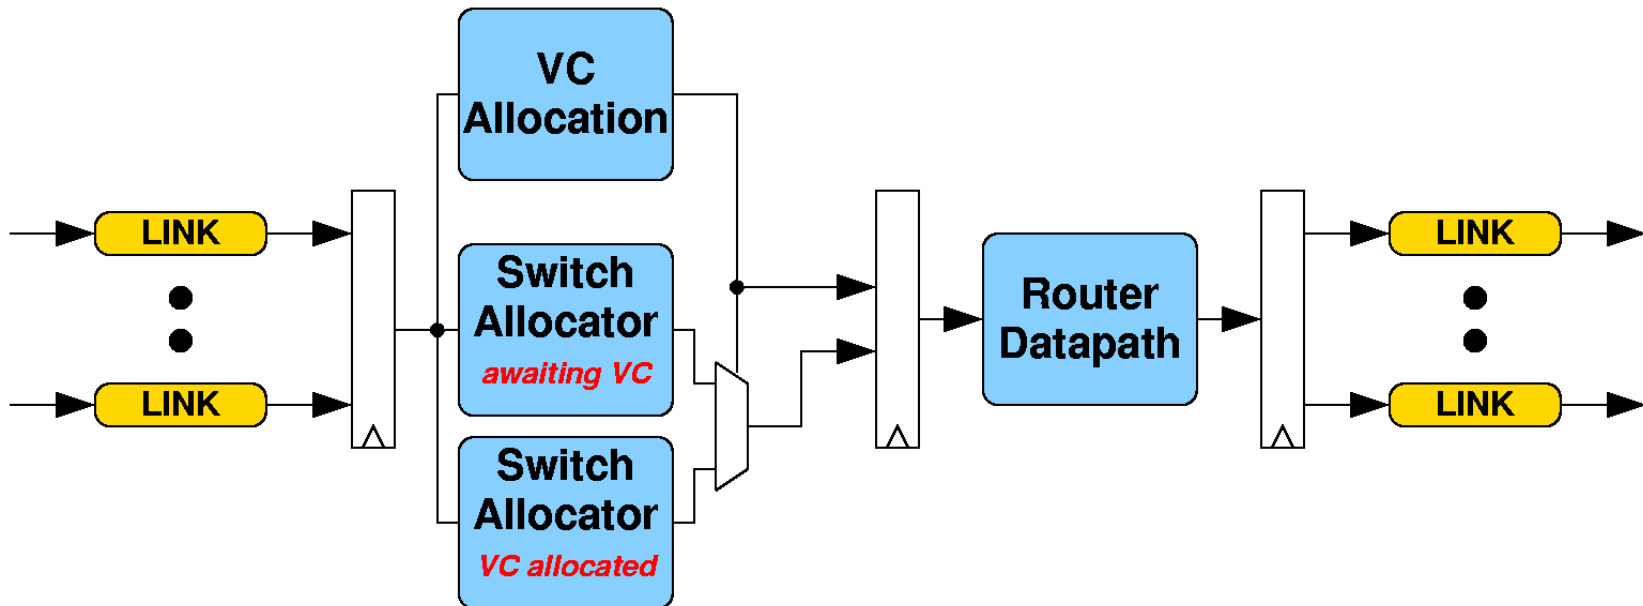 VC
Allocation
LINK
LINK
Switch
Allocator
awaiting VC
Switch
Allocator
VC allocated
Router
Datapath
LINK
LINK